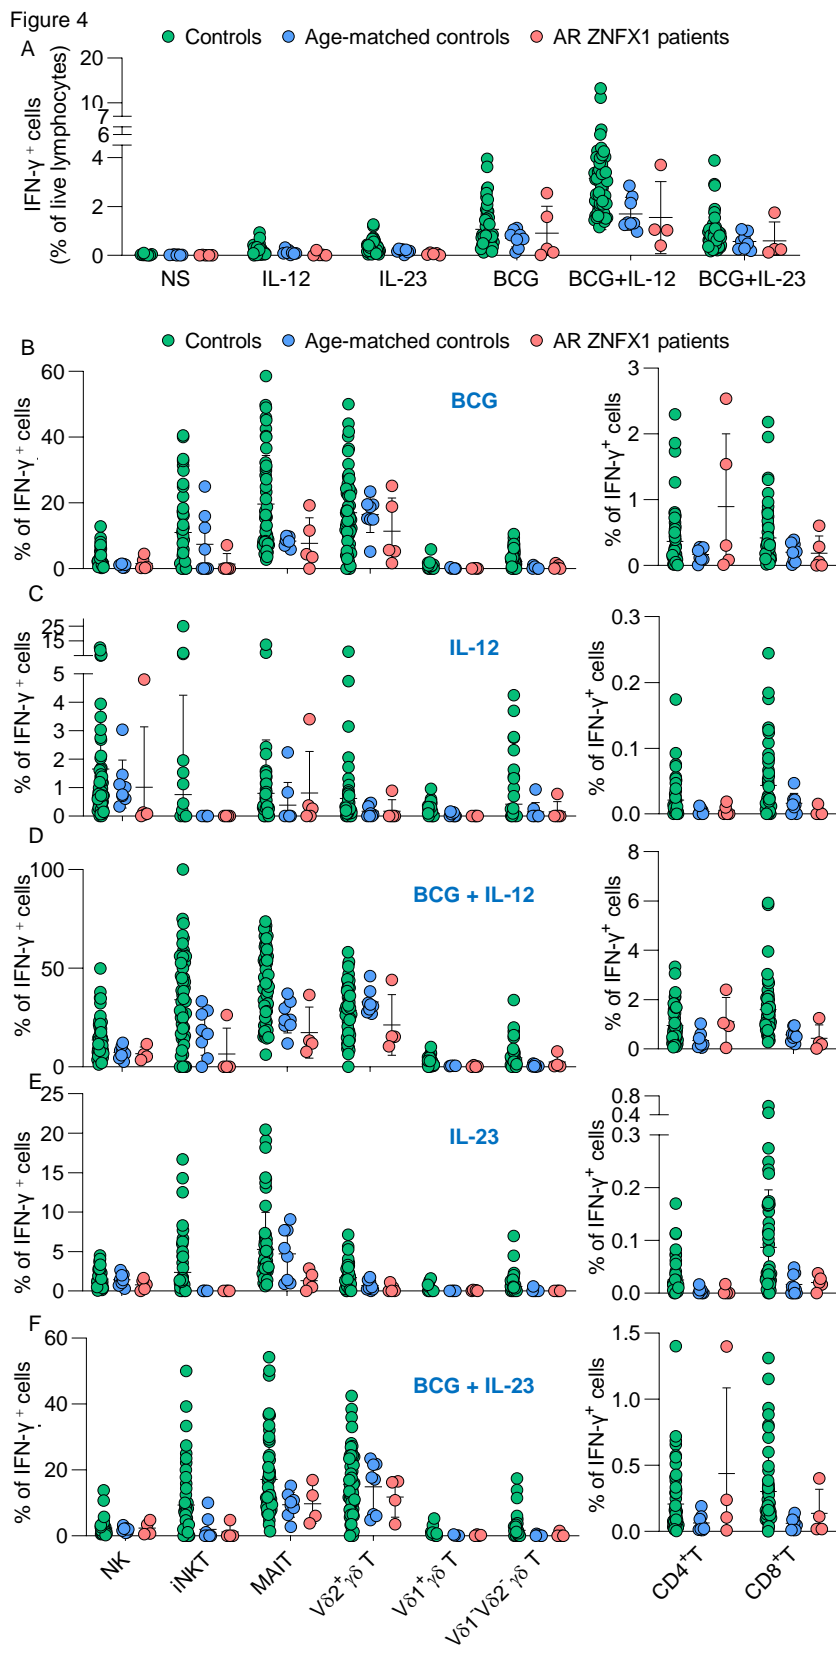 Figure 4
A
Controls Age-matched controls AR ZNFX1 patients
IFN-γ + cells
(% of live lymphocytes)
20
10
7
6
4
2
0
NS IL-12 IL-23 BCG BCG+IL-12 BCG+IL-23
B
Controls Age-matched controls AR ZNFX1 patients
BCG
% of IFN-γ + cells
60
40
20
0
% of IFN-γ+ cells
3
2
1
0
C
IL-12
% of IFN-γ + cells
25
15
5
4
3
2
1
0
% of IFN-γ+ cells
0.3
0.2
0.1
0.0
D
BCG + IL-12
% of IFN-γ + cells
100
50
0
% of IFN-γ+ cells
8
6
4
2
0
E
IL-23
% of IFN-γ + cells
25
20
15
10
5
0
% of IFN-γ+ cells
0.8
0.4
0.3
0.2
0.1
0.0
F
BCG + IL-23
% of IFN-γ + cells
60
40
20
0
% of IFN-γ+ cells
1.5
1.0
0.5
0.0
NK iNKT MAIT Vδ2+γδ T Vδ1+γδ T Vδ1-Vδ2- γδ T
CD4+T CD8+T